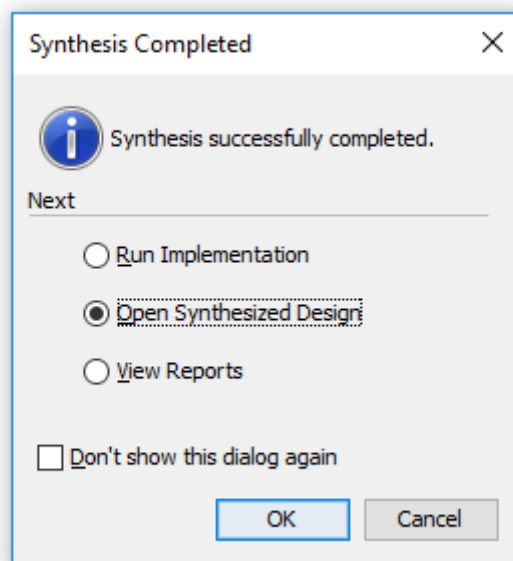 Synthesis Completed
Synthesis successfully completed.
Next
Run Implementation
Open Synthesized Design
View Reports
Don't show this dialog again
OK
Cancel